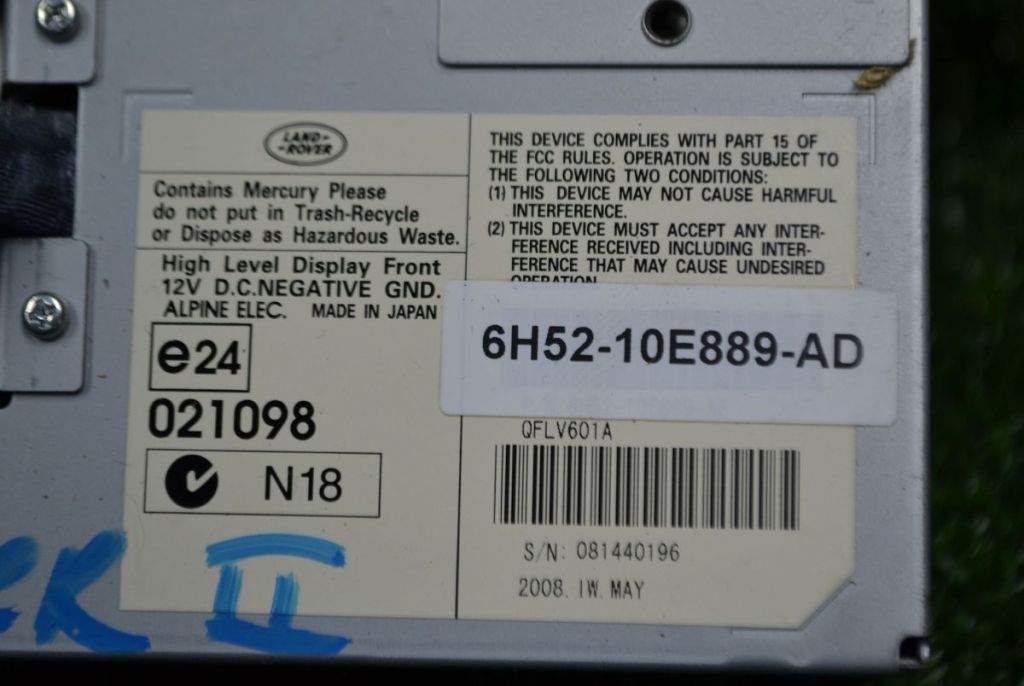 LAND-
-ROVER
Contains Mercury Please
do not put in Trash-Recycle
or Dispose as Hazardous Waste.
High Level Display Front
12V D.C.NEGATIVE GND.
ALPINE ELEC. MADE IN JAPAN
e24
021098
N18
THIS DEVICE COMPLIES WITH PART 15 OF
THE FCC RULES. OPERATION IS SUBJECT TO
THE FOLLOWING TWO CONDITIONS:
(1) THIS DEVICE MAY NOT CAUSE HARMFUL
INTERFERENCE.
(2) THIS DEVICE MUST ACCEPT ANY INTER-
FERENCE RECEIVED INCLUDING INTER-
FERENCE THAT MAY CAUSE UNDESIRED
OPERATION
6H52-10E889-AD
QFLV601A
S/N: 081440196
2008. 1W. MAY
II